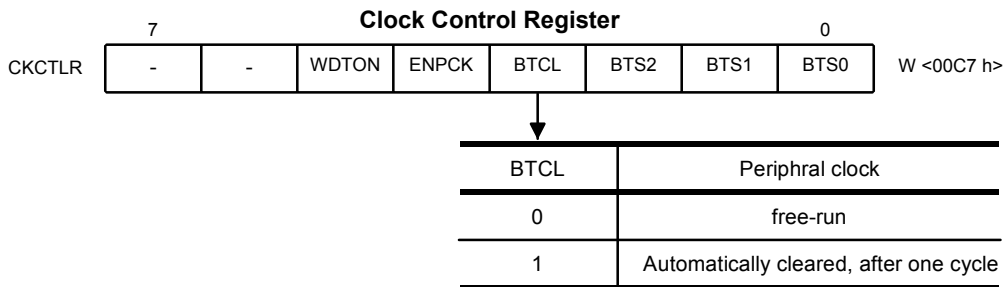 Clock Control Register
7 0
CKCTLR - - WDTON ENPCK BTCL BTS2 BTS1 BTS0 W <00C7 h>
BTCL Periphral clock
0 free-run
1 Automatically cleared, after one cycle